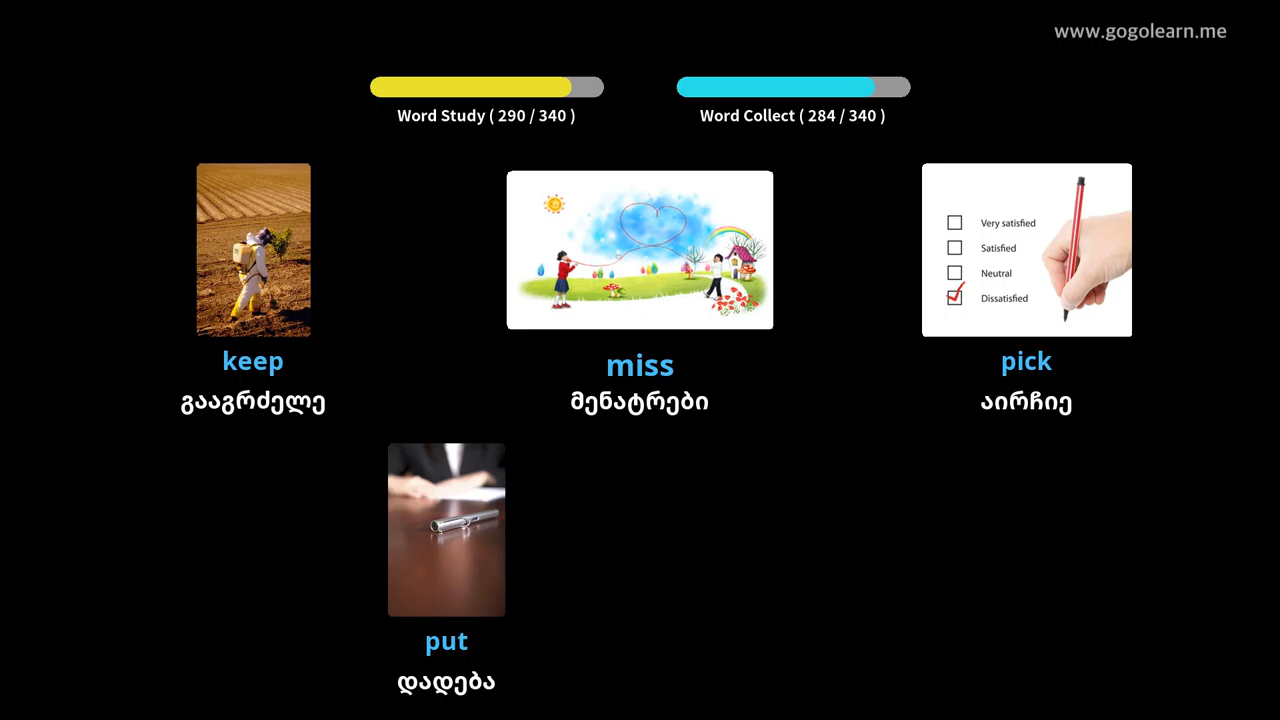 www.gogolearn.me
Word Study ( 290 / 340 )
Word Collect ( 284 / 340 )
Very satisfied
Satisfied
Neutral
Dissatisfied
keep
miss
pick
გააგრძელე
მენატრები
აირჩიე
put
დადება